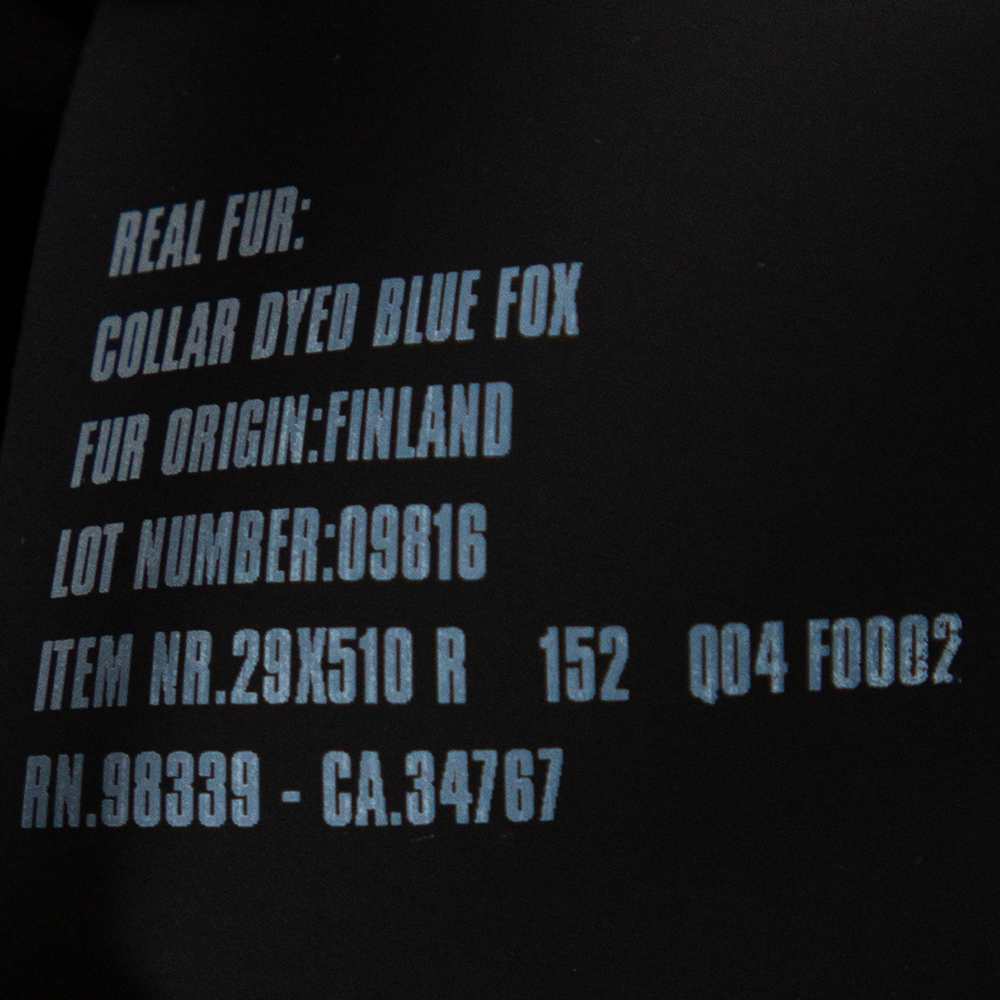 REAL FUR:
COLLAR DYED BLUE FOX
FUR ORIGIN:FINLAND
LOT NUMBER:09816
ITEM NR.29X510 R 152 Q04 F0002
RN.98339 - CA.34767